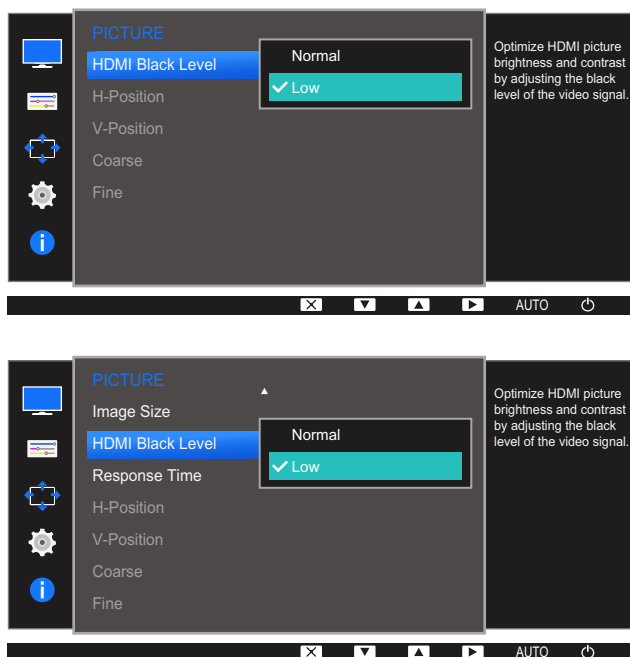 PICTURE
HDMI Black Level
Normal
Low
H-Position
V-Position
Coarse
Fine
Optimize HDMI picture
brightness and contrast
by adjusting the black
level of the video signal.
AUTO
PICTURE
Image Size
HDMI Black Level
Normal
Low
Response Time
H-Position
V-Position
Coarse
Fine
Optimize HDMI picture
brightness and contrast
by adjusting the black
level of the video signal.
AUTO